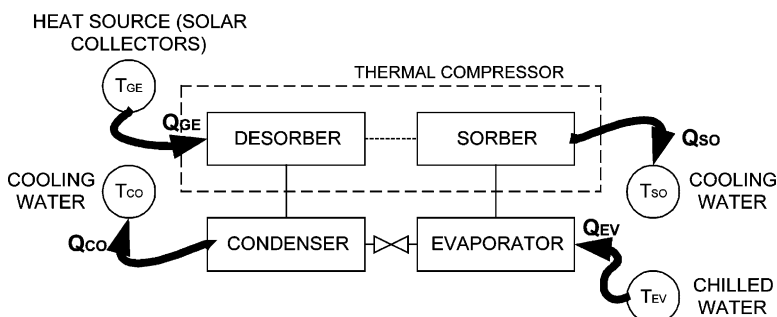 HEAT SOURCE (SOLAR
COLLECTORS)
TGE
THERMAL COMPRESSOR
QGE
DESORBER
SORBER
QSO
COOLING
WATER
TCO
TSO
COOLING
WATER
QCO
CONDENSER
EVAPORATOR
QEV
TEV
CHILLED
WATER